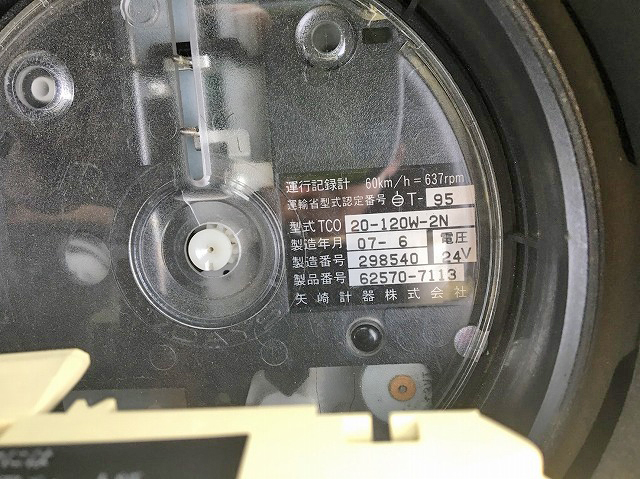 運行記録計 60km/h=637rpm
運輸省型式認定番号 T- 95
型式TCO 20-120W-2N
製造年月 07-6 電圧
製造番号 298540 24V
製品番号 62570-7113
矢崎計器株式会社